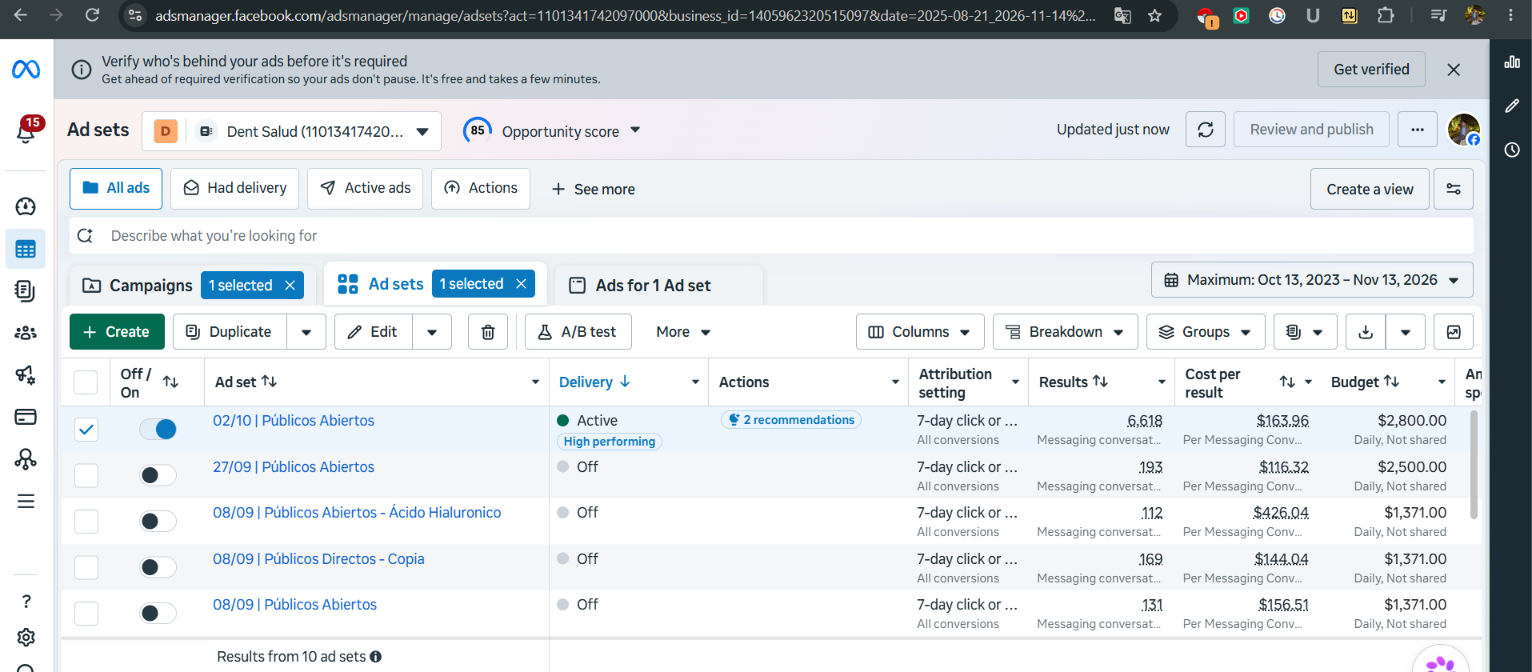 adsmanager.facebook.com/adsmanager/manage/adsets?act=1101341742097000&business_id=140596232051509​7&date=2025-08-21_2026-11-14%2...
Verify who's behind your ads before it's required
Get ahead of required verification so your ads don't pause. It's free and takes a few minutes.
Get verified
15
Ad sets
D
Dent Salud (11013417420...
85
Opportunity score
Updated just now
Review and publish
All ads
Had delivery
Active ads
Actions
+ See more
Create a view
Describe what you're looking for
Campaigns
1 selected
Ad sets
1 selected
Ads for 1 Ad set
Maximum: Oct 13, 2023 – Nov 13, 2026
+ Create
Duplicate
Edit
A/B test
More
Columns
Breakdown
Groups
Off / On
Ad set
Delivery
Actions
Attribution setting
Results
Cost per result
Budget
An
sp
02/10 | Públicos Abiertos
Active
High performing
2 recommendations
7-day click or ...
All conversions
6,618
Messaging conversat...
$163.96
Per Messaging Conv...
$2,800.00
Daily, Not shared
27/09 | Públicos Abiertos
Off
7-day click or ...
All conversions
193
Messaging conversat...
$116.32
Per Messaging Conv...
$2,500.00
Daily, Not shared
08/09 | Públicos Abiertos - Ácido Hialuronico
Off
7-day click or ...
All conversions
112
Messaging conversat...
$426.04
Per Messaging Conv...
$1,371.00
Daily, Not shared
08/09 | Públicos Directos - Copia
Off
7-day click or ...
All conversions
169
Messaging conversat...
$144.04
Per Messaging Conv...
$1,371.00
Daily, Not shared
08/09 | Públicos Abiertos
Off
7-day click or ...
All conversions
131
Messaging conversat...
$156.51
Per Messaging Conv...
$1,371.00
Daily, Not shared
Results from 10 ad sets